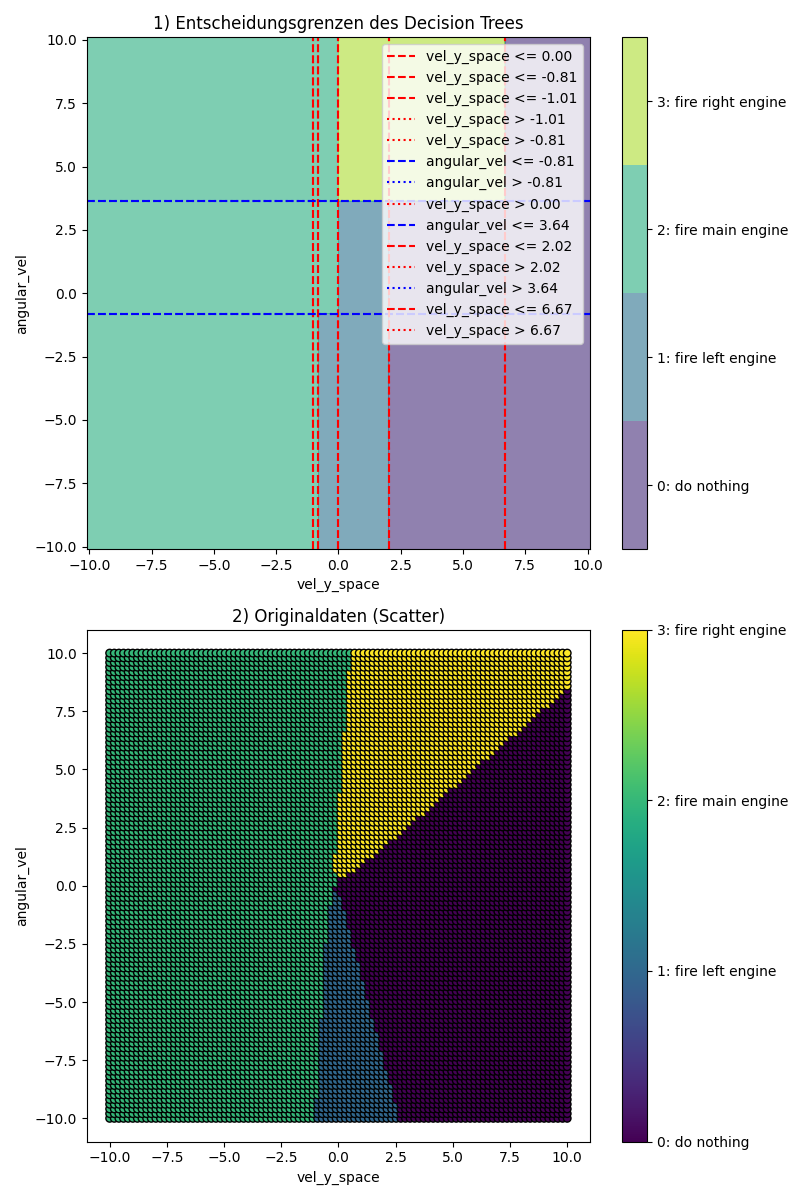 1) Entscheidungsgrenzen des Decision Trees
10.0
7.5
5.0
2.5
0.0
−2.5
−5.0
−7.5
−10.0
angular_vel
vel_y_space <= 0.00
vel_y_space <= -0.81
vel_y_space <= -1.01
vel_y_space > -1.01
vel_y_space > -0.81
angular_vel <= -0.81
angular_vel > -0.81
vel_y_space > 0.00
angular_vel <= 3.64
vel_y_space <= 2.02
vel_y_space > 2.02
angular_vel > 3.64
vel_y_space <= 6.67
vel_y_space > 6.67
−10.0 −7.5 −5.0 −2.5 0.0 2.5 5.0 7.5 10.0
vel_y_space
3: fire right engine
2: fire main engine
1: fire left engine
0: do nothing
2) Originaldaten (Scatter)
10.0
7.5
5.0
2.5
0.0
−2.5
−5.0
−7.5
−10.0
angular_vel
−10.0 −7.5 −5.0 −2.5 0.0 2.5 5.0 7.5 10.0
vel_y_space
3: fire right engine
2: fire main engine
1: fire left engine
0: do nothing